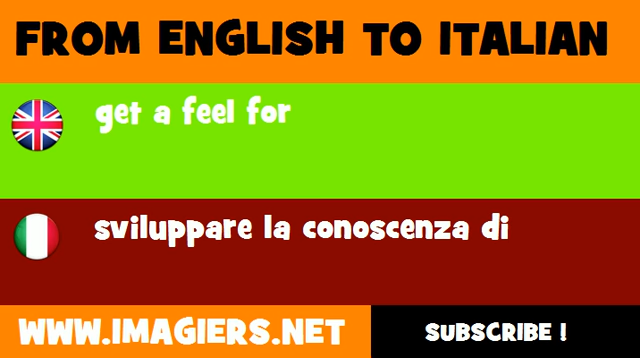 FROM ENGLISH TO ITALIAN
get a feel for
sviluppare la conoscenza di
WWW.IMAGIERS.NET
SUBSCRIBE !